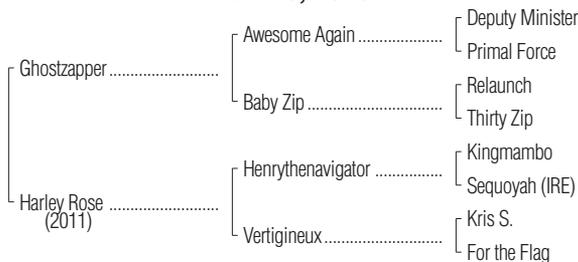 Deputy Minister
Awesome Again ....................
Primal Force
Ghostzapper ..........................
Relaunch
Baby Zip ................................
Thirty Zip
Kingmambo
Henrythenavigator ................
Sequoyah (IRE)
Harley Rose ..........................
(2011)
Kris S.
Vertigineux ............................
For the Flag